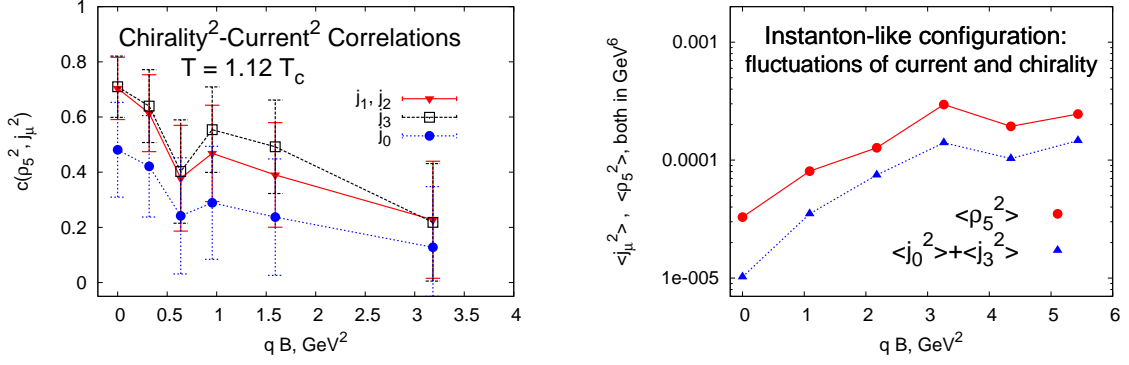 Chirality²-Current² Correlations
T = 1.12 T_c
j₁, j₂
j₃
j₀
c(ρ₅², j_μ²)
1
0.8
0.6
0.4
0.2
0
0 0.5 1 1.5 2 2.5 3 3.5 4
q B, GeV²
Instanton-like configuration:
fluctuations of current and chirality
<j_μ²> , <ρ₅²>, both in GeV⁶
0.001
0.0001
1e-005
<ρ₅²>
<j₀²>+<j₃²>
0 1 2 3 4 5 6
q B, GeV²